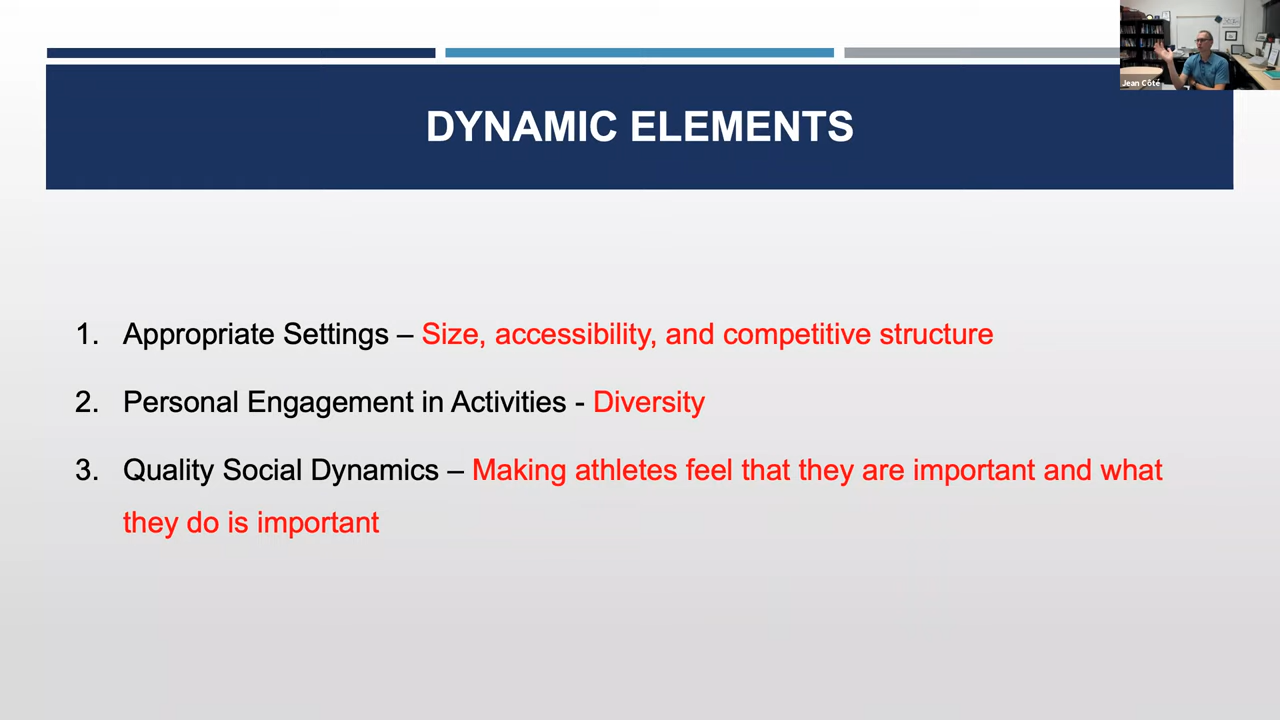 Jean Côté
DYNAMIC ELEMENTS
1. Appropriate Settings – Size, accessibility, and competitive structure
2. Personal Engagement in Activities - Diversity
3. Quality Social Dynamics – Making athletes feel that they are important and what
they do is important